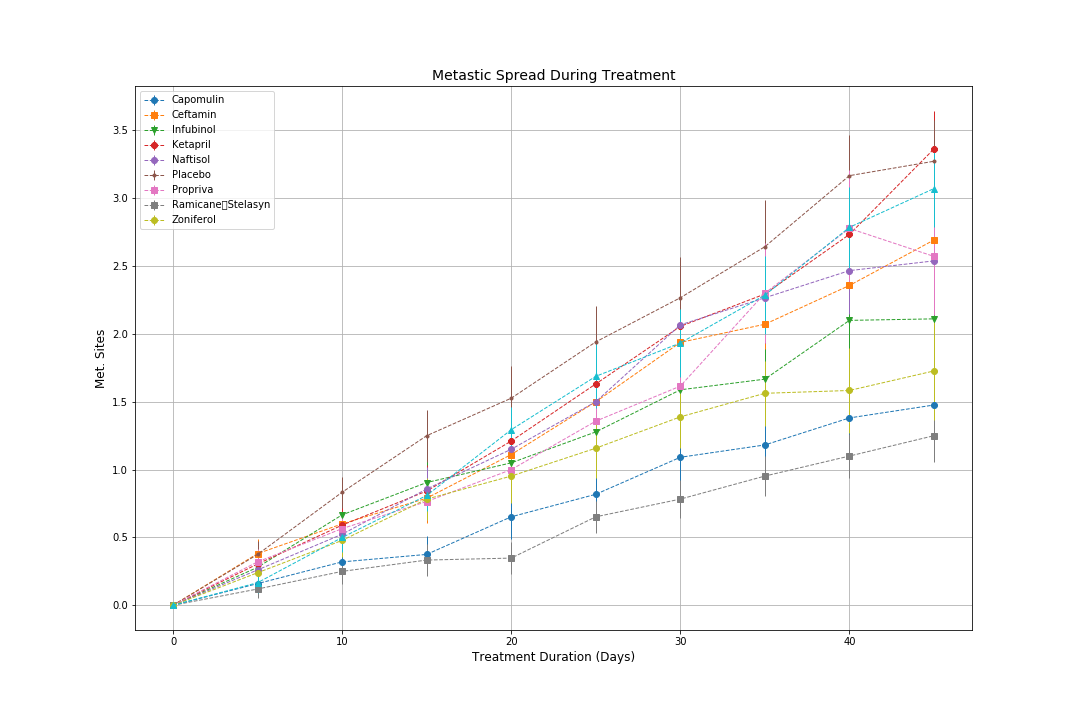 Metastic Spread During Treatment
Capomulin
Ceftamin
Infubinol
Ketapril
Naftisol
Placebo
Propriva
Ramicane▯Stelasyn
Zoniferol
3.5
3.0
2.5
2.0
1.5
1.0
0.5
0.0
Met. Sites
0 10 20 30 40
Treatment Duration (Days)